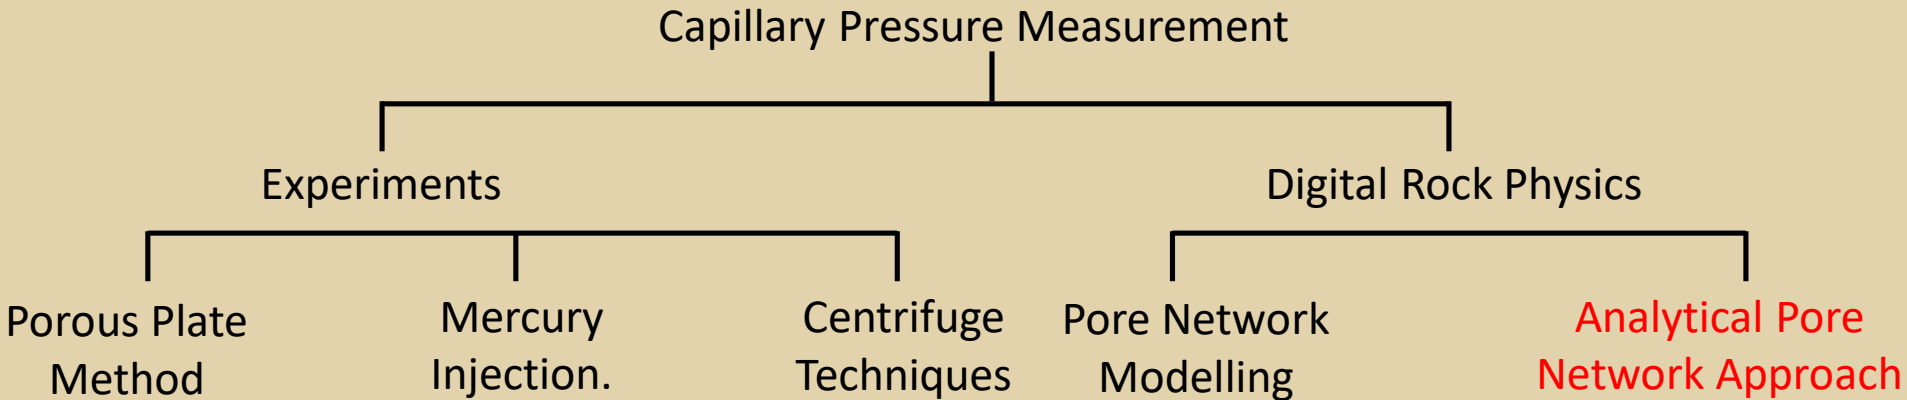 Capillary Pressure Measurement
Experiments
Digital Rock Physics
Porous Plate
Method
Mercury
Injection.
Centrifuge
Techniques
Pore Network
Modelling
Analytical Pore
Network Approach